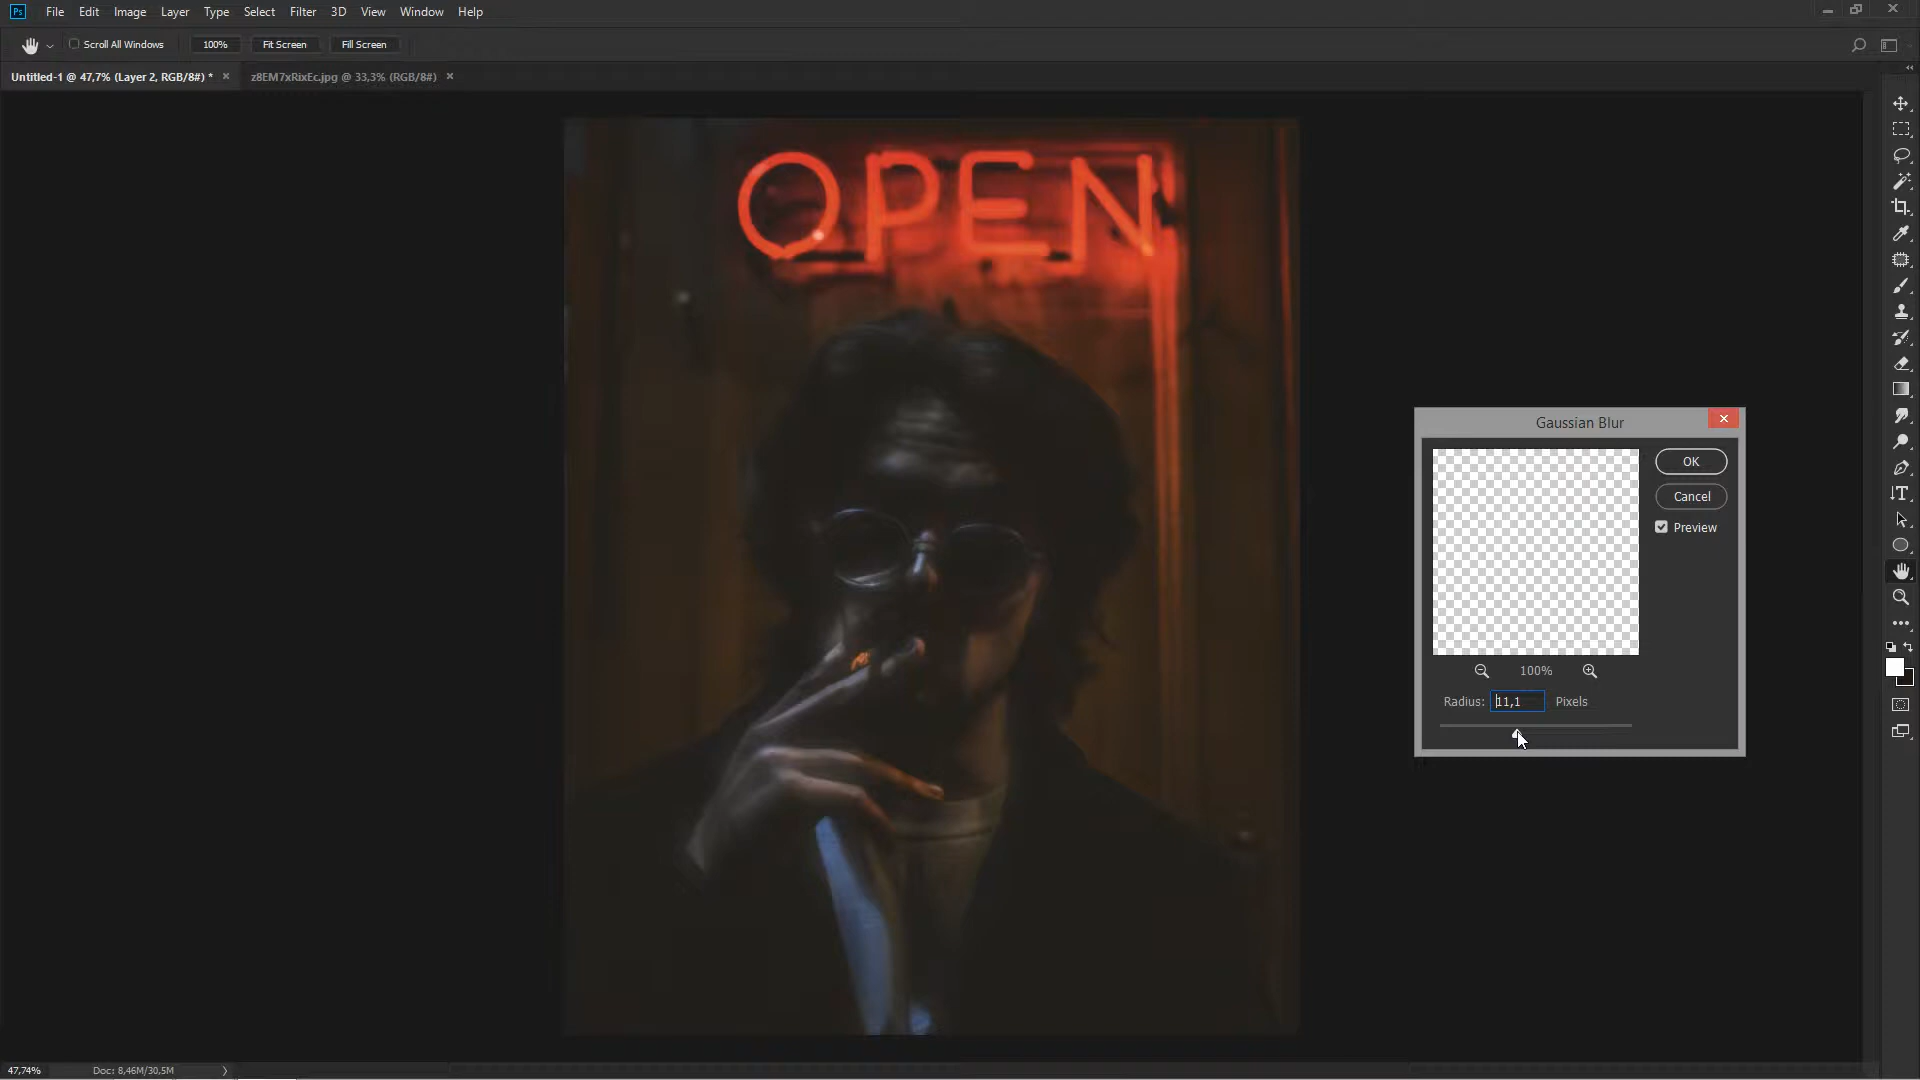 Ps File Edit Image Layer Type Select Filter 3D View Window Help
Scroll All Windows 100% Fit Screen Fill Screen
Untitled-1 @ 47,7% (Layer 2, RGB/8#) * × z8EM7xRixEc.jpg @ 33,3% (RGB/8#) ×
OPEN
Gaussian Blur
OK
Cancel
Preview
100%
Radius: 11,1 Pixels
47,74% Doc: 8,46M/30,5M